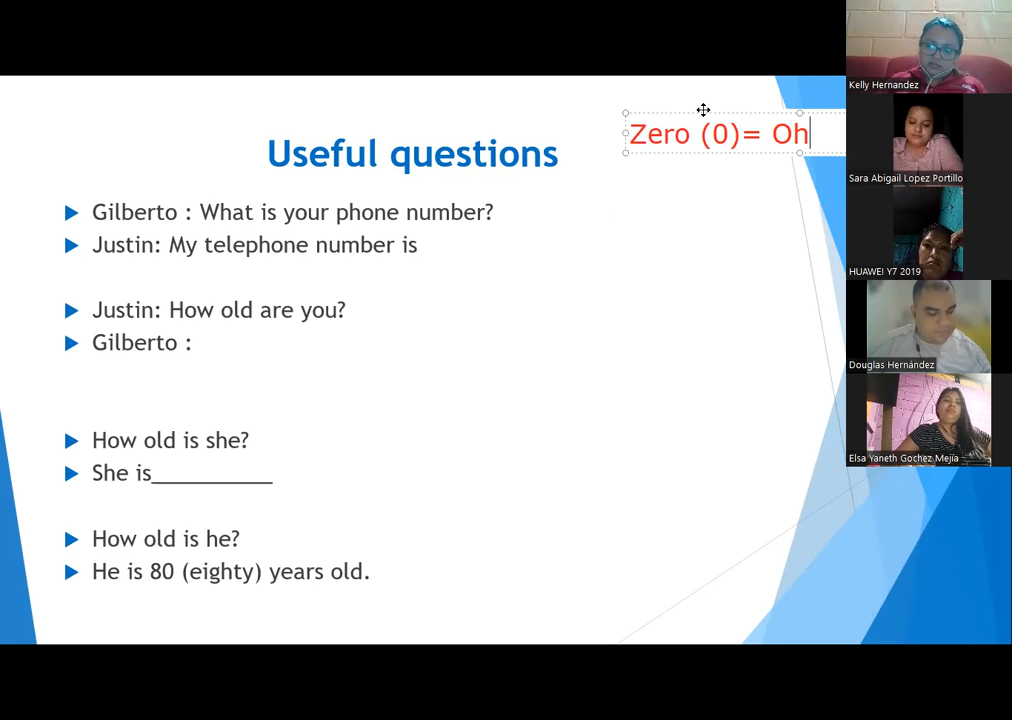 Zero (0)= Oh
Useful questions
Gilberto : What is your phone number?
Justin: My telephone number is
Justin: How old are you?
Gilberto :
How old is she?
She is__________
How old is he?
He is 80 (eighty) years old.
Kelly Hernandez
Sara Abigail Lopez Portillo
HUAWEI Y7 2019
Douglas Hernández
Elsa Yaneth Gochez Mejía